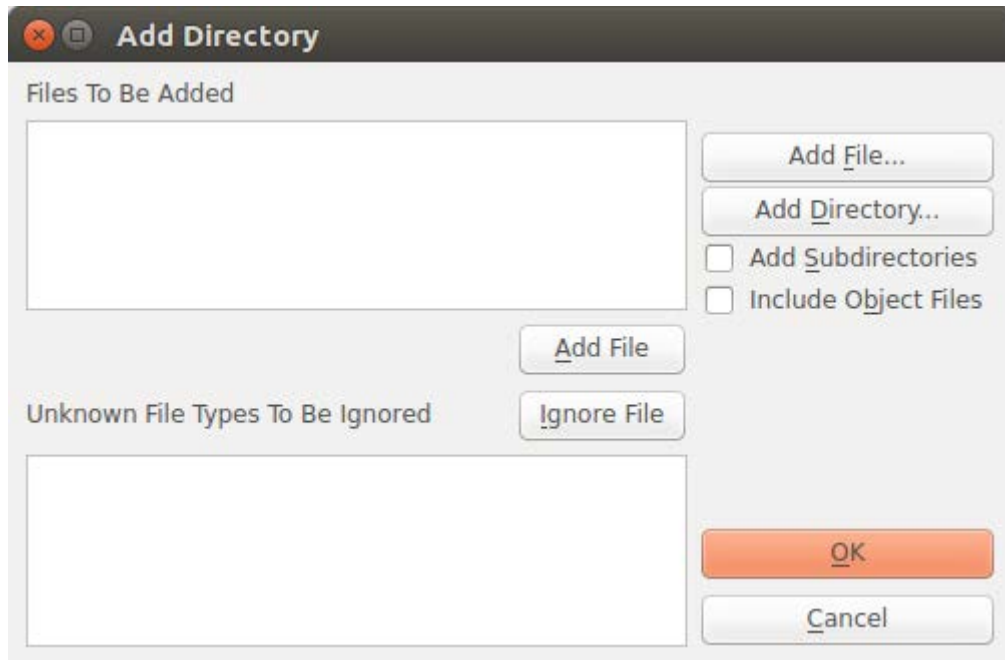 Add Directory
Files To Be Added
Add File...
Add Directory...
Add Subdirectories
Include Object Files
Add File
Unknown File Types To Be Ignored
Ignore File
OK
Cancel